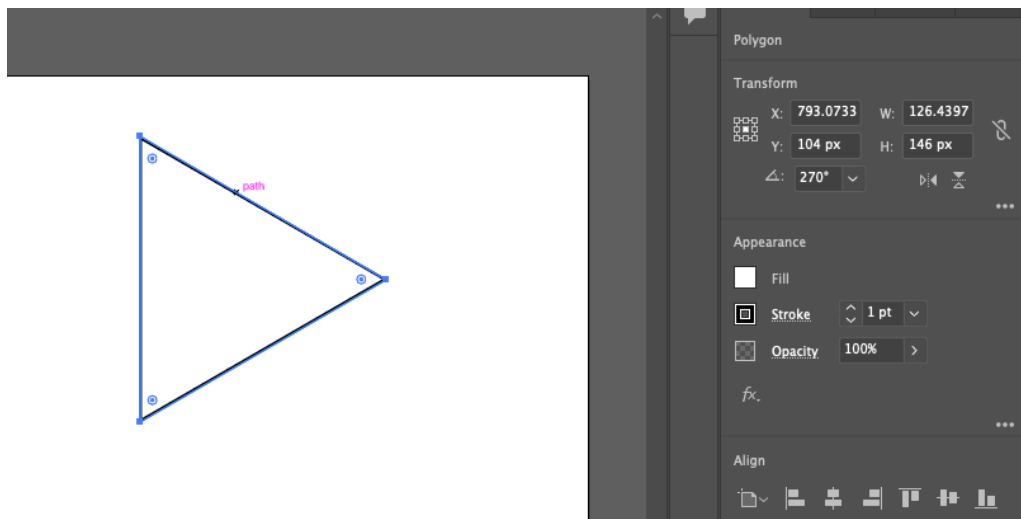 path
Polygon
Transform
X: 793.0733 W: 126.4397
Y: 104 px H: 146 px
270°
Appearance
Fill
Stroke 1 pt
Opacity 100%
fx.
Align